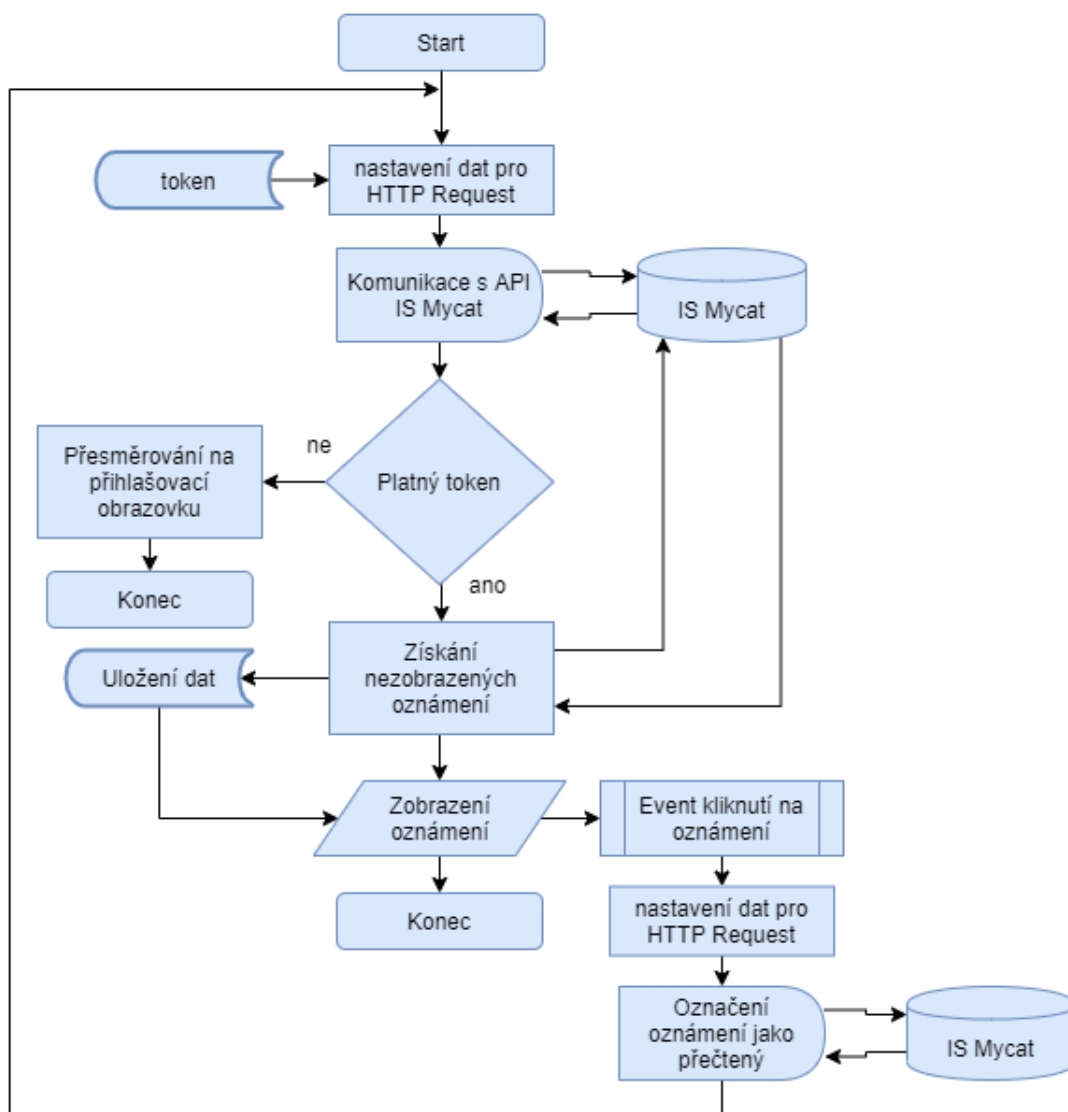 Start
token
nastavení dat pro
HTTP Request
Komunikace s API
IS Mycat
IS Mycat
ne
Přesměrování na
přihlašovací
obrazovku
Platný token
Konec
ano
Získání
nezobrazených
oznámení
Uložení dat
Zobrazení
oznámení
Event kliknutí na
oznámení
Konec
nastavení dat pro
HTTP Request
Označení
oznámení jako
přečtený
IS Mycat